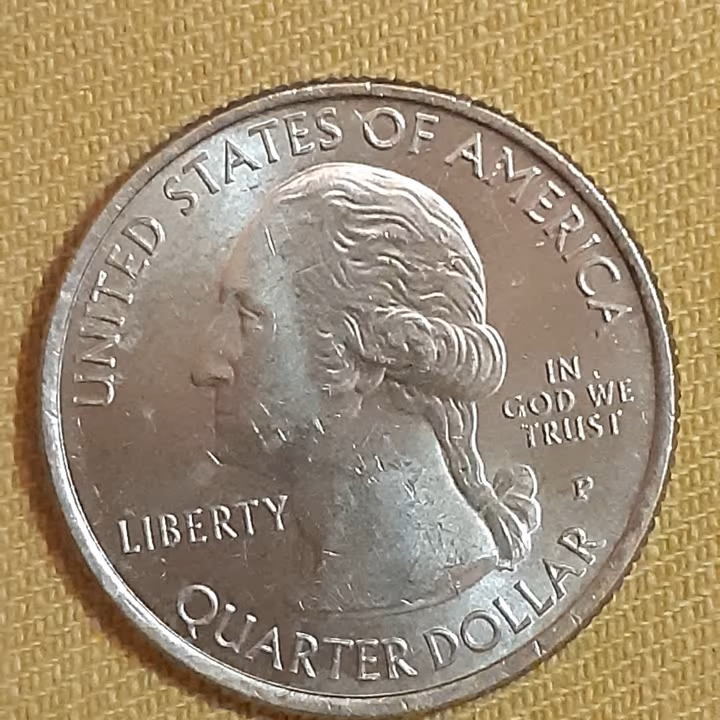 UNITED STATES OF AMERICA
IN
GOD WE
TRUST
P
LIBERTY
QUARTER DOLLAR